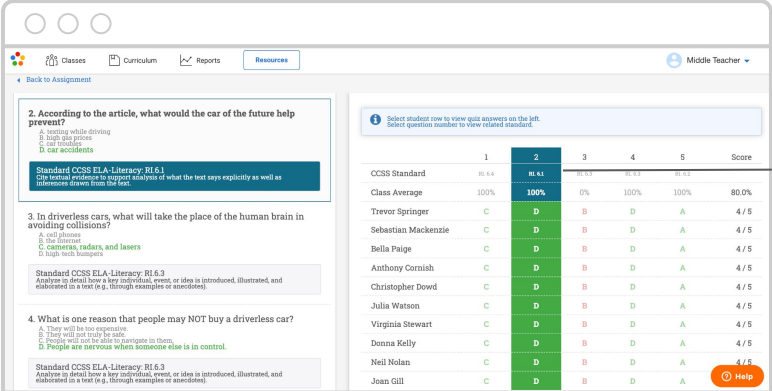 Classes
Curriculum
Reports
Resources
Middle Teacher
Back to Assignment
2. According to the article, what would the car of the future help
prevent?
A. texting while driving
B. high gas prices
C. car troubles
D. car accidents
Standard CCSS ELA-Literacy: RI.6.1
Cite textual evidence to support analysis of what the text says explicitly as well as
inferences drawn from the text.
3. In driverless cars, what will take the place of the human brain in
avoiding collisions?
A. cell phones
B. the Internet
C. cameras, radars, and lasers
D. high-tech bumpers
Standard CCSS ELA-Literacy: RI.6.3
Analyze in detail how a key individual, event, or idea is introduced, illustrated, and
elaborated in a text (e.g., through examples or anecdotes).
4. What is one reason that people may NOT buy a driverless car?
A. They will be too expensive.
B. They will not truly be safe.
C. People will not be able to navigate in them.
D. People are nervous when someone else is in control.
Standard CCSS ELA-Literacy: RI.6.3
Analyze in detail how a key individual, event, or idea is introduced, illustrated, and
elaborated in a text (e.g., through examples or anecdotes).
Select student row to view quiz answers on the left.
Select question number to view related standard.
1 2 3 4 5 Score
CCSS Standard RI. 6.4 RI. 6.1 RI. 6.3 RI. 6.3 RI. 6.2
Class Average 100% 100% 0% 100% 100% 80.0%
Trevor Springer C D B D A 4 / 5
Sebastian Mackenzie C D B D A 4 / 5
Bella Paige C D B D A 4 / 5
Anthony Cornish C D B D A 4 / 5
Christopher Dowd C D B D A 4 / 5
Julia Watson C D B D A 4 / 5
Virginia Stewart C D B D A 4 / 5
Donna Kelly C D B D A 4 / 5
Neil Nolan C D B D A 4 / 5
Joan Gill C D B D A
Help